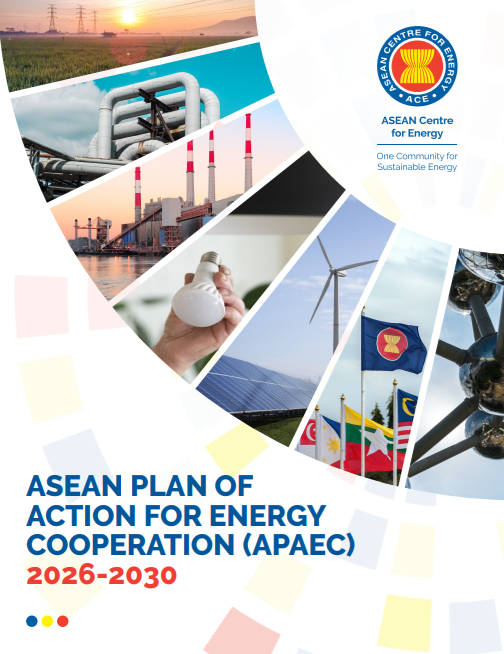 ASEAN CENTRE FOR ENERGY
• ACE •
ASEAN Centre
for Energy
One Community for
Sustainable Energy
ASEAN PLAN OF
ACTION FOR ENERGY
COOPERATION (APAEC)
2026-2030